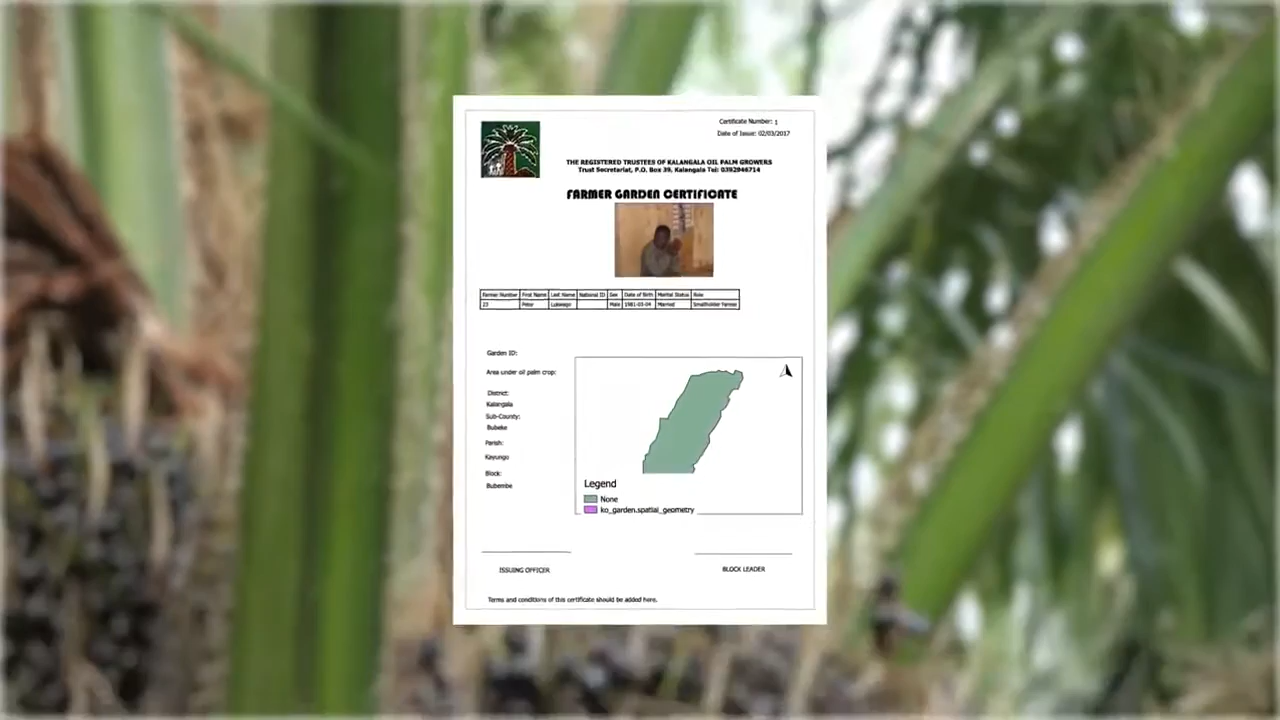 Certificate Number: 1
Date of Issue: 02/03/2017
THE REGISTERED TRUSTEES OF KALANGALA OIL PALM GROWERS
Trust Secretariat, P.O. Box 39, Kalangala Tel: 0392946714
FARMER GARDEN CERTIFICATE
Farmer Number First Name Last Name National ID Sex Date of Birth Marital Status Role
23 Peter Male 1981-03-04 Married Smallholder Farmer
Garden ID:
Area under oil palm crop:
District:
Kalangala
Sub-County:
Bubeke
Parish:
Kayungo
Block:
Bubembe
Legend
None
ko_garden.spatial_geometry
ISSUING OFFICER
BLOCK LEADER
Terms and conditions of this certificate should be added here.